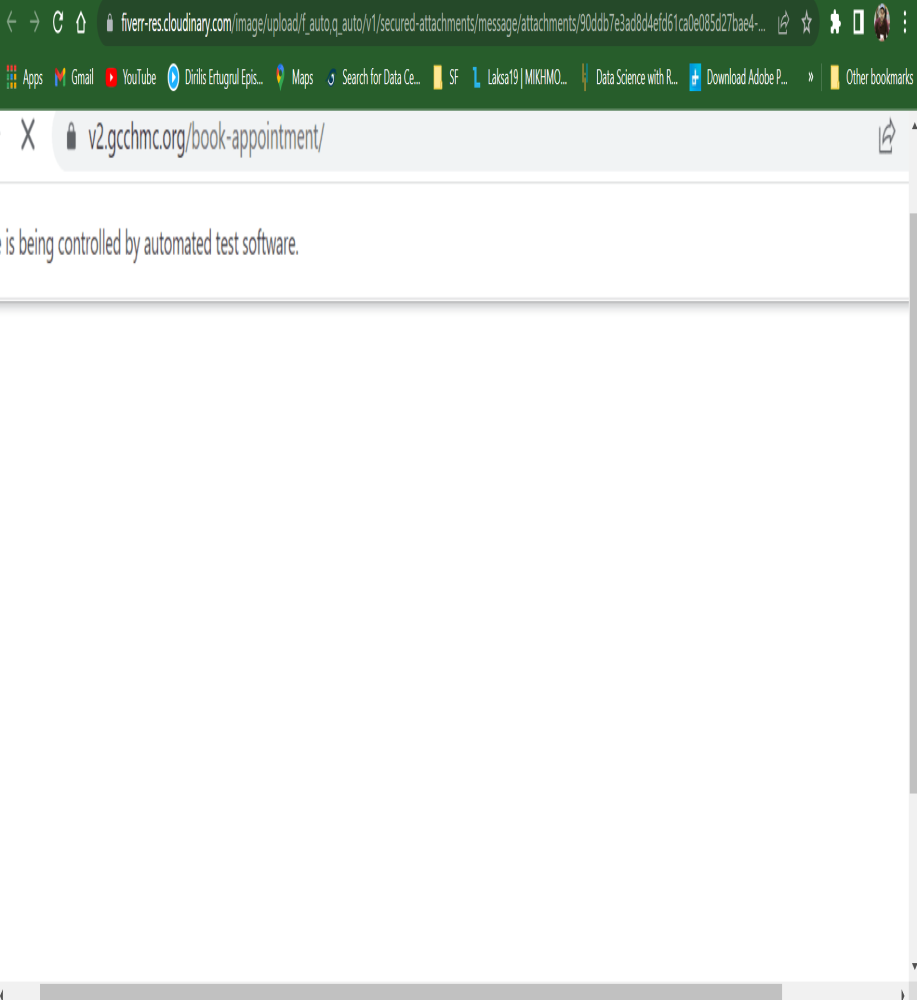 fiverr-res.cloudinary.com/image/upload/f_auto,q_auto/v1/secured-attachments/message/attachments/90ddb7e3ad8d4efd61ca0e085d27bae4-...
Apps Gmail YouTube Dirilis Ertugrul Epis... Maps Search for Data Ce... SF Laksa19 | MIKHMO... Data Science with R... Download Adobe P... » Other bookmarks
v2.gcchmc.org/book-appointment/
is being controlled by automated test software.